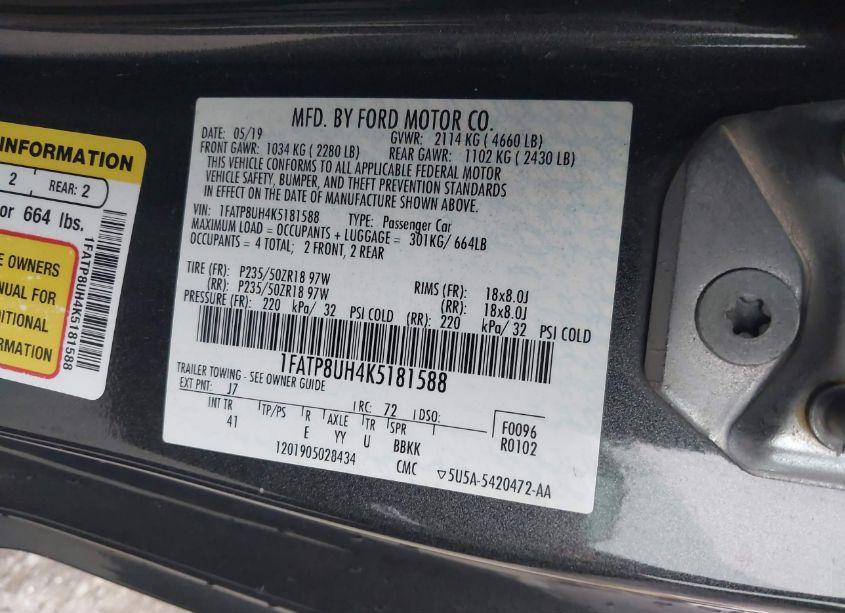 INFORMATION
2 REAR: 2
or 664 lbs.
OWNERS
FOR
1FATP8UH4K5181588
MFD. BY FORD MOTOR CO.
DATE: 05/19 GVWR: 2114 KG ( 4660 LB)
FRONT GAWR: 1034 KG ( 2280 LB) REAR GAWR: 1102 KG ( 2430 LB)
THIS VEHICLE CONFORMS TO ALL APPLICABLE FEDERAL MOTOR
VEHICLE SAFETY, BUMPER, AND THEFT PREVENTION STANDARDS
IN EFFECT ON THE DATE OF MANUFACTURE SHOWN ABOVE.
VIN: 1FATP8UH4K5181588 TYPE: Passenger Car
MAXIMUM LOAD = OCCUPANTS + LUGGAGE = 301KG/ 664LB
OCCUPANTS = 4 TOTAL; 2 FRONT, 2 REAR
TIRE (FR): P235/50ZR18 97W RIMS (FR): 18x8.0J
(RR): P235/50ZR18 97W (RR): 18x8.0J
PRESSURE (FR): 220 kPa/ 32 PSI COLD (RR): 220 kPa/ 32 PSI COLD
1FATP8UH4K5181588
TRAILER TOWING - SEE OWNER GUIDE
EXT PNT: J7 RC: 72 DSO:
INT TR TP/PS R AXLE TR SPR F0096
41 E YY U BBKK R0102
1201905028434 CMC ▽5U5A-5420472-AA